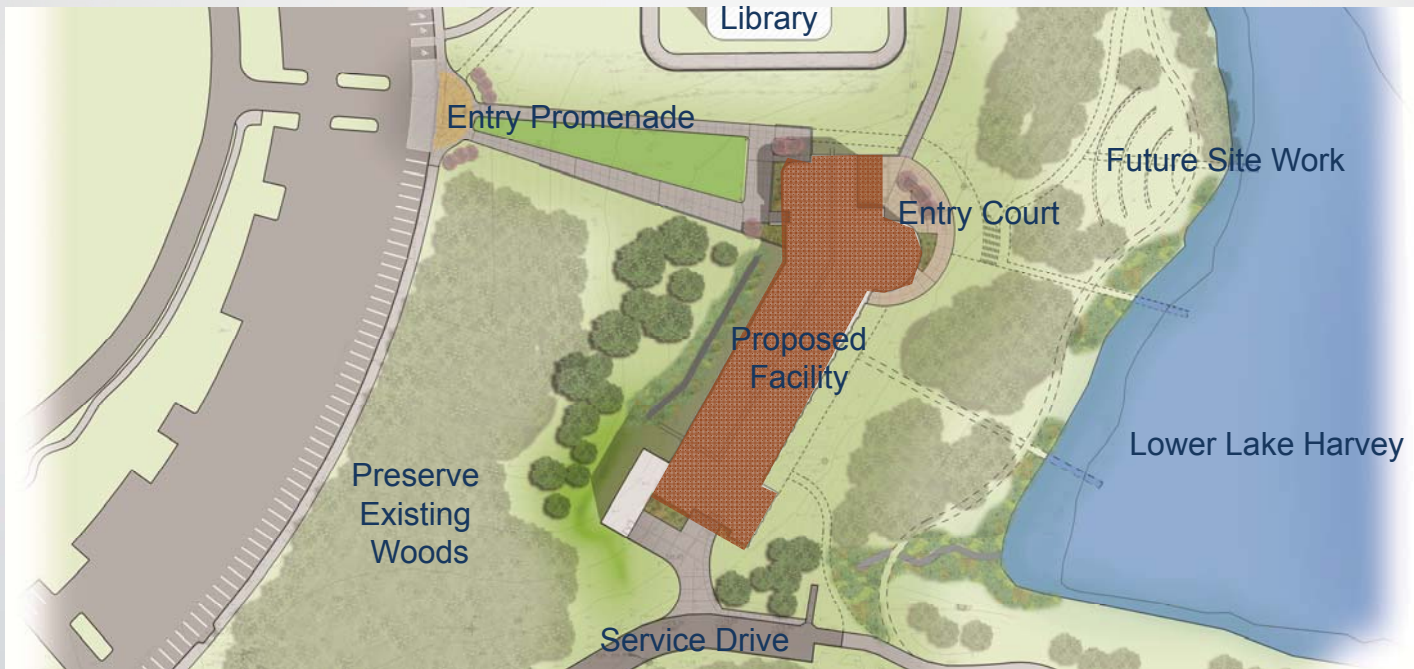 Library
Entry Promenade
Future Site Work
Entry Court
Proposed
Facility
Lower Lake Harvey
Preserve
Existing
Woods
Service Drive